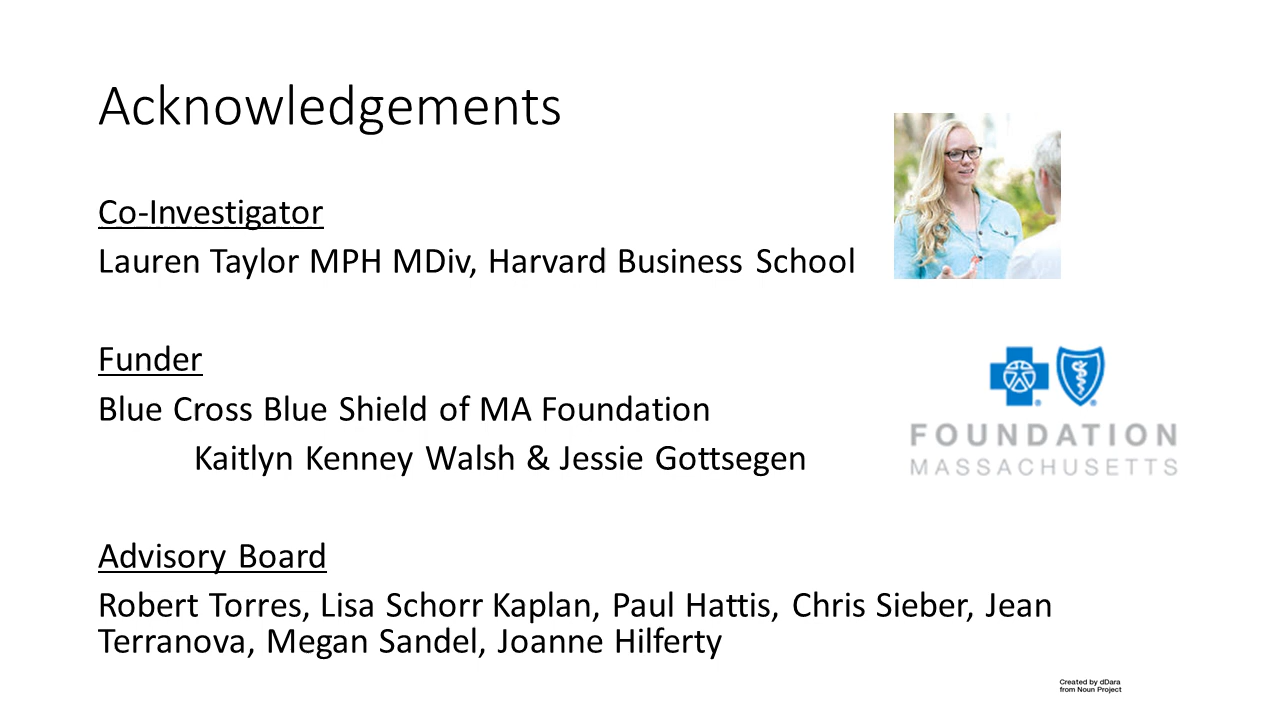 Acknowledgements
Co-Investigator
Lauren Taylor MPH MDiv, Harvard Business School
Funder
Blue Cross Blue Shield of MA Foundation
Kaitlyn Kenney Walsh & Jessie Gottsegen
FOUNDATION
MASSACHUSETTS
Advisory Board
Robert Torres, Lisa Schorr Kaplan, Paul Hattis, Chris Sieber, Jean
Terranova, Megan Sandel, Joanne Hilferty
Created by dDara
from Noun Project